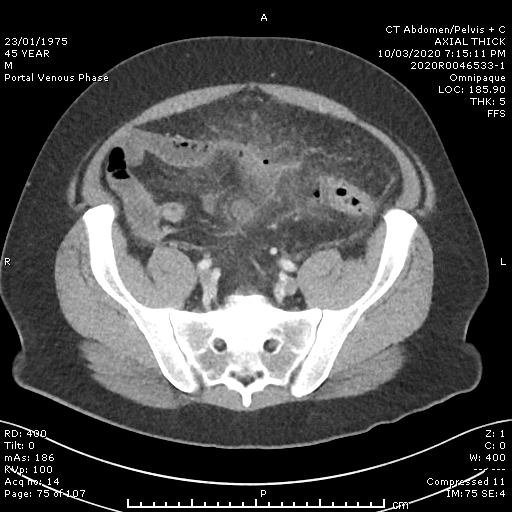 A
23/01/1975
45 YEAR
M
Portal Venous Phase
CT Abdomen/Pelvis + C
AXIAL THICK
10/03/2020 7:15:11 PM
2020R0046533-1
Omnipaque
LOC: 185.90
THK: 5
FFS
R
L
RD: 400
Tilt: 0
mAs: 186
KVp: 100
Acq no: 14
Page: 75 of 107
P
cm
Z: 1
C: 0
W: 400
--- ---
Compressed 11
IM: 75 SE: 4